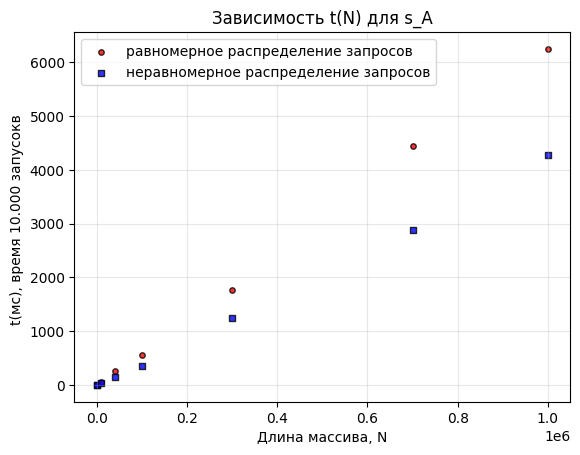 Зависимость t(N) для s_A
равномерное распределение запросов
неравномерное распределение запросов
t(мс), время 10.000 запусокв
6000
5000
4000
3000
2000
1000
0
0.0
0.2
0.4
0.6
0.8
1.0
1e6
Длина массива, N